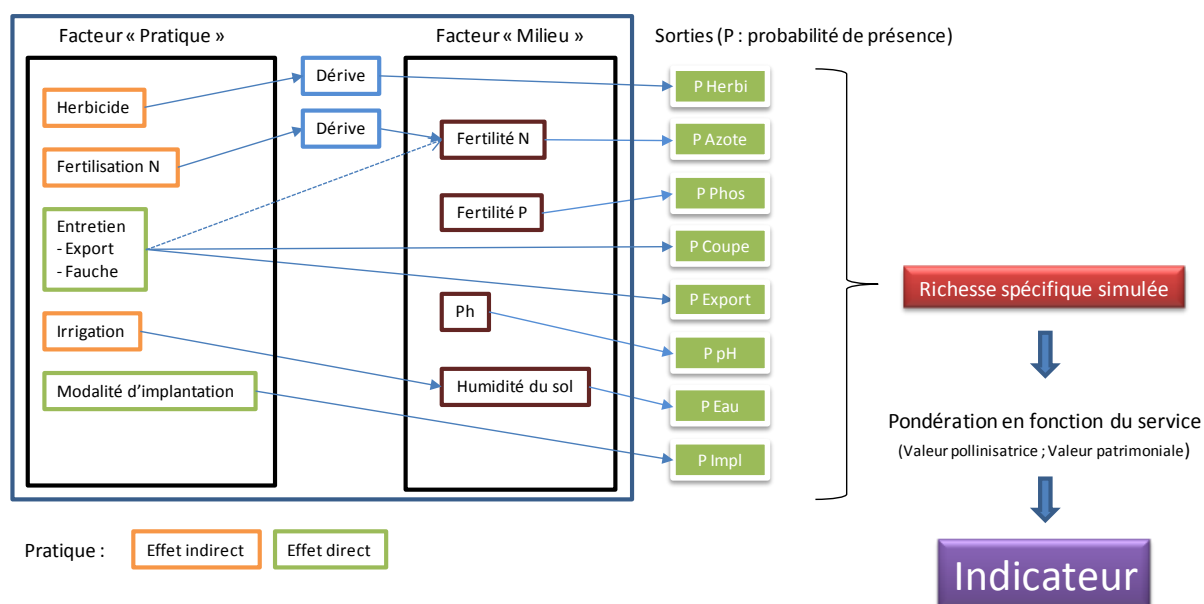 Facteur « Pratique »
Facteur « Milieu »
Sorties (P : probabilité de présence)
Herbicide
Fertilisation N
Entretien
- Export
- Fauche
Irrigation
Modalité d'implantation
Dérive
Dérive
Fertilité N
Fertilité P
Ph
Humidité du sol
P Herbi
P Azote
P Phos
P Coupe
P Export
P pH
P Eau
P Impl
Richesse spécifique simulée
Pondération en fonction du service
(Valeur pollinisatrice ; Valeur patrimoniale)
Indicateur
Pratique :
Effet indirect
Effet direct